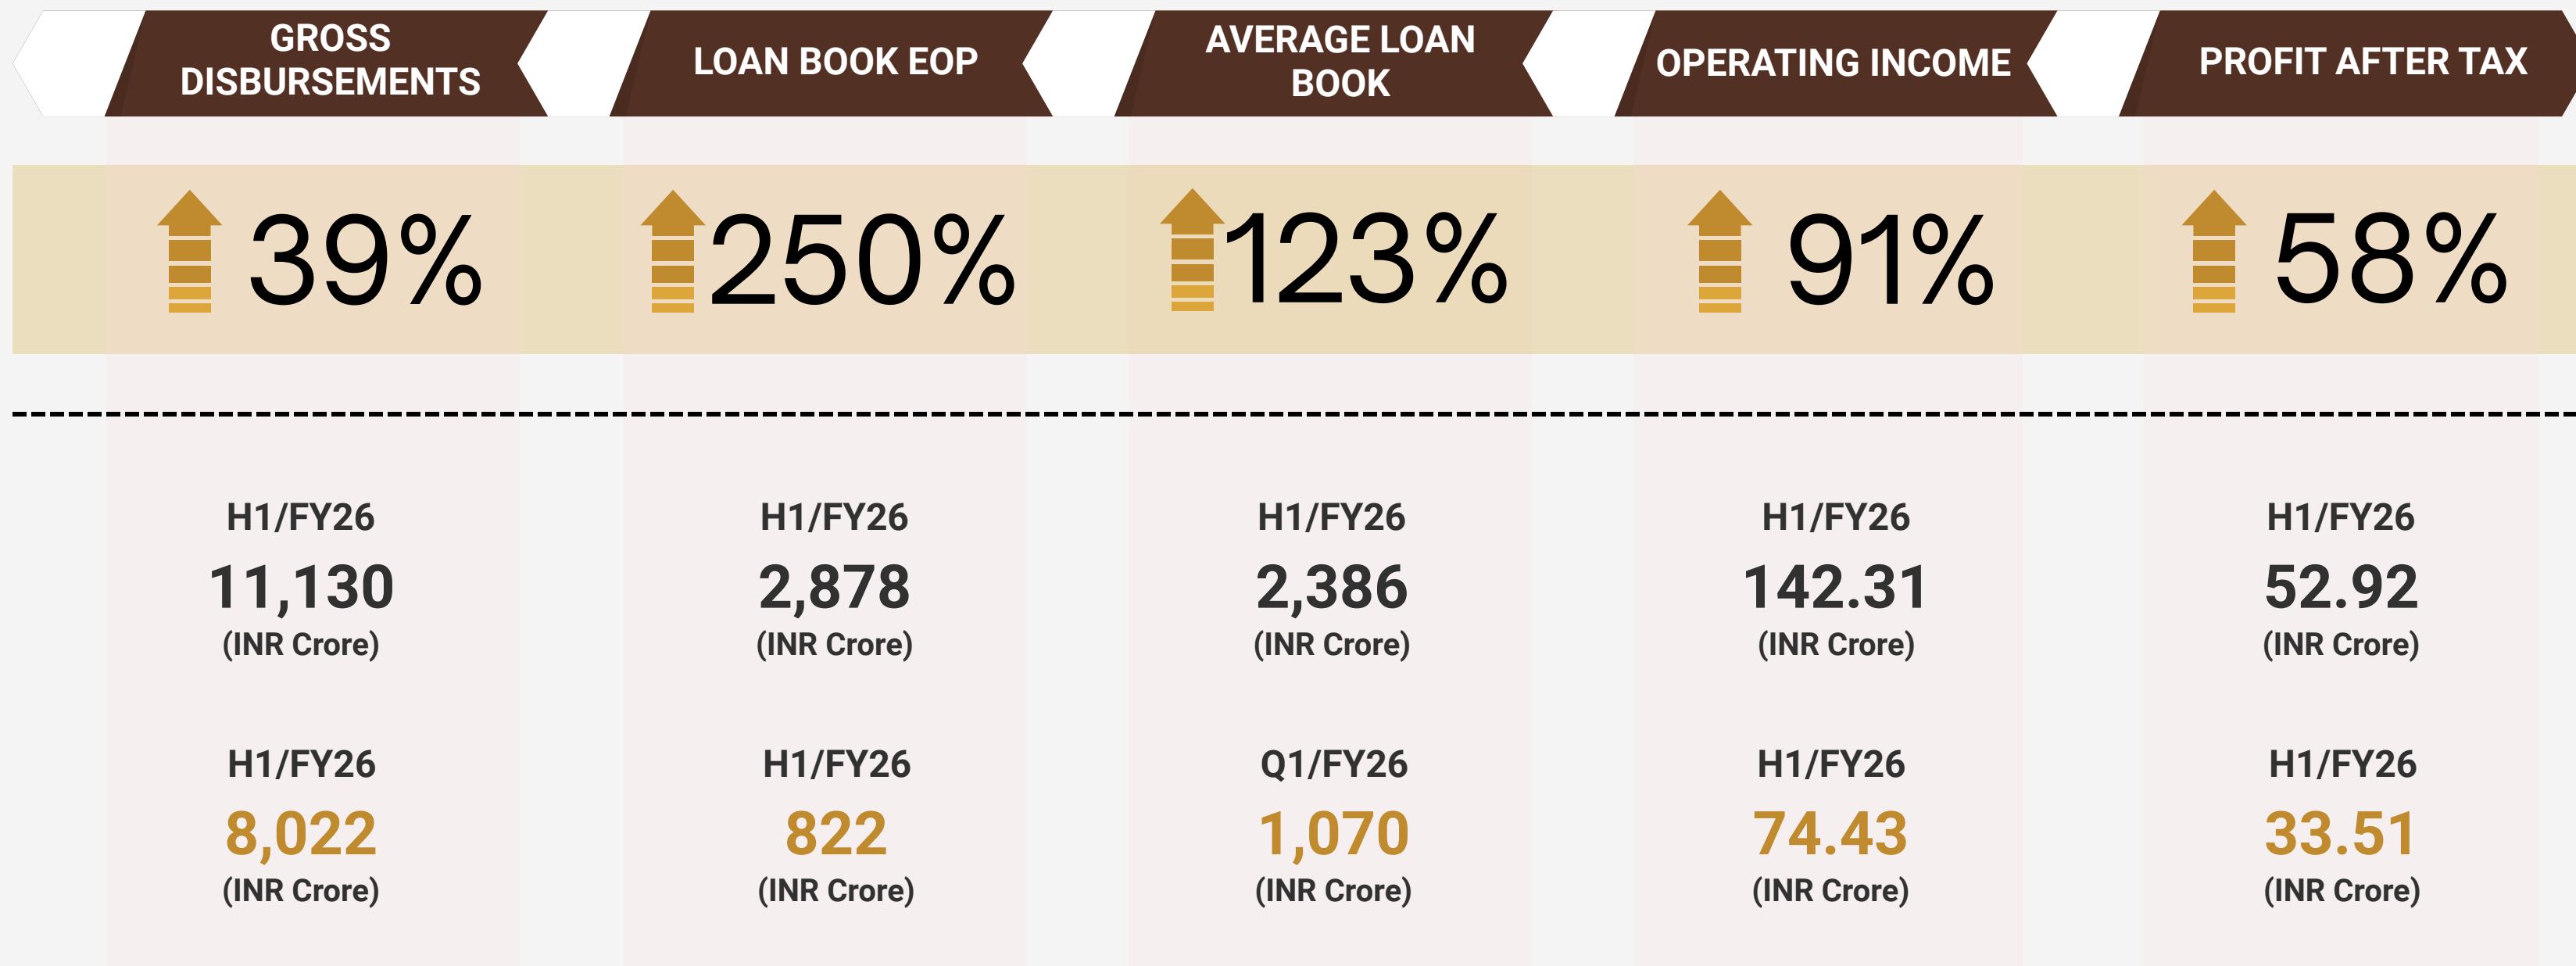 GROSS
DISBURSEMENTS
LOAN BOOK EOP
AVERAGE LOAN
BOOK
OPERATING INCOME
PROFIT AFTER TAX
39%
250%
123%
91%
58%
H1/FY26
11,130
(INR Crore)
H1/FY26
2,878
(INR Crore)
H1/FY26
2,386
(INR Crore)
H1/FY26
142.31
(INR Crore)
H1/FY26
52.92
(INR Crore)
H1/FY26
8,022
(INR Crore)
H1/FY26
822
(INR Crore)
Q1/FY26
1,070
(INR Crore)
H1/FY26
74.43
(INR Crore)
H1/FY26
33.51
(INR Crore)